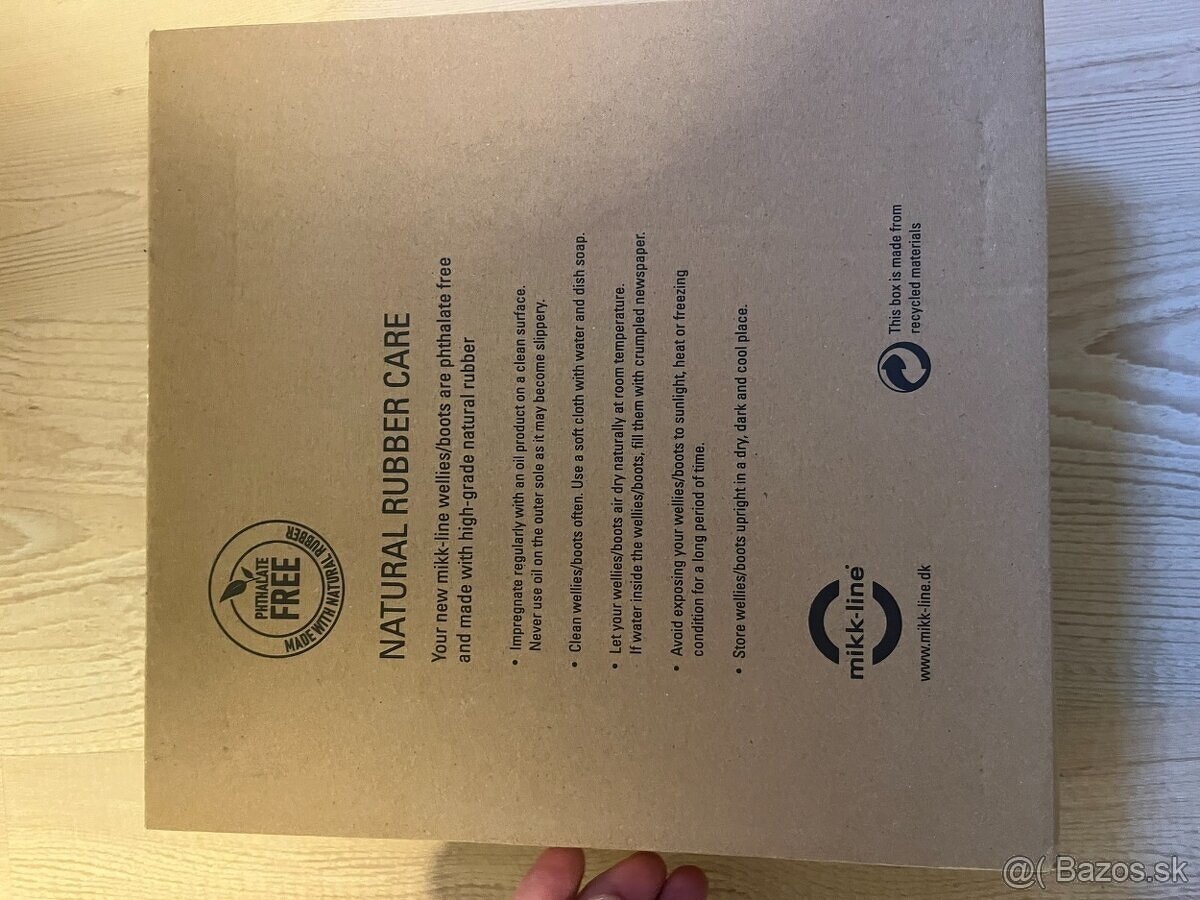 PHTHALATE
FREE
MADE WITH NATURAL RUBBER
NATURAL RUBBER CARE
Your new mikk-line wellies/boots are phthalate free
and made with high-grade natural rubber
• Impregnate regularly with an oil product on a clean surface.
Never use oil on the outer sole as it may become slippery.
• Clean wellies/boots often. Use a soft cloth with water and dish soap.
• Let your wellies/boots air dry naturally at room temperature.
If water inside the wellies/boots, fill them with crumpled newspaper.
• Avoid exposing your wellies/boots to sunlight, heat or freezing
condition for a long period of time.
• Store wellies/boots upright in a dry, dark and cool place.
mikk-line®
www.mikk-line.dk
This box is made from
recycled materials
@( Bazos.sk